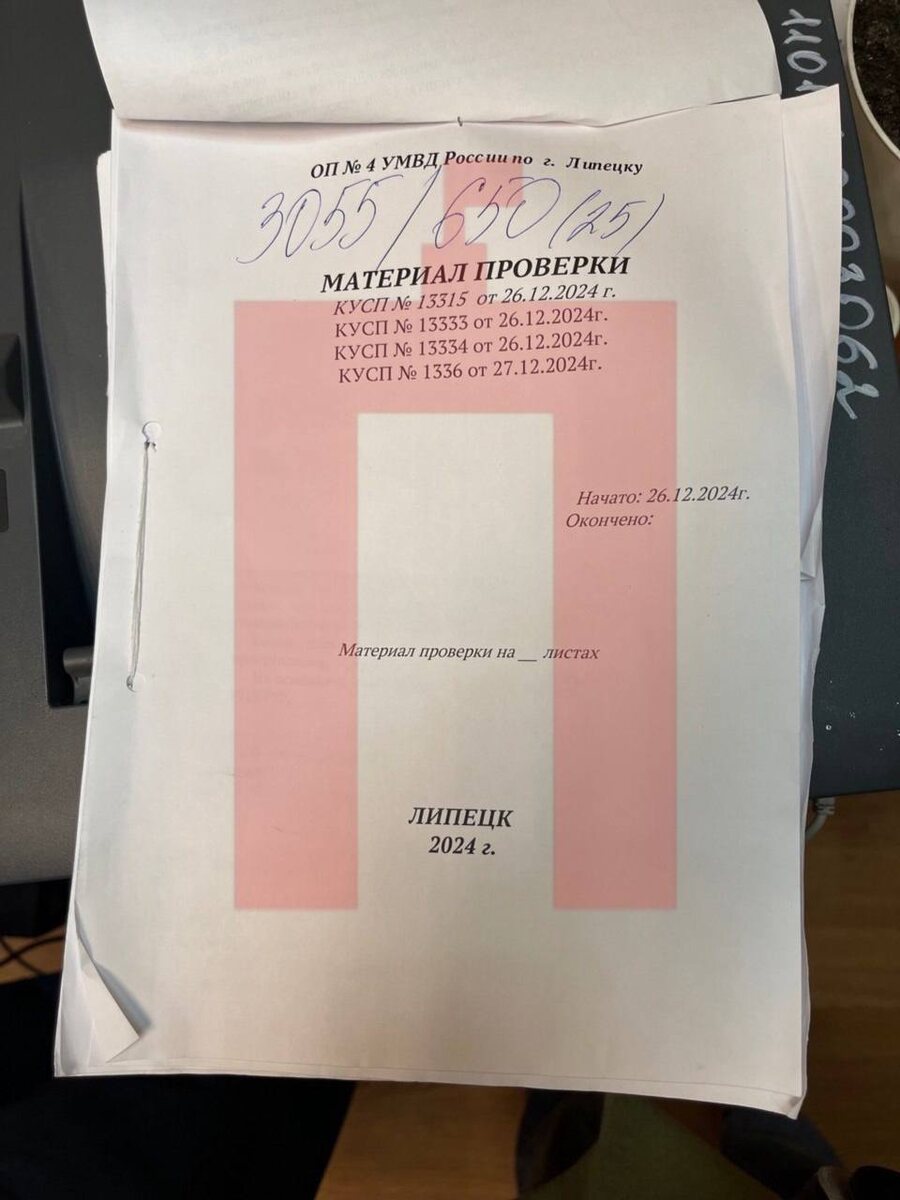 ОП № 4 УМВД России по г. Липецку
3055/650 (25)
МАТЕРИАЛ ПРОВЕРКИ
КУСП № 13315 от 26.12.2024 г.
КУСП № 13333 от 26.12.2024г.
КУСП № 13334 от 26.12.2024г.
КУСП № 1336 от 27.12.2024г.
Начато: 26.12.2024г.
Окончено:
Материал проверки на __ листах
ЛИПЕЦК
2024 г.